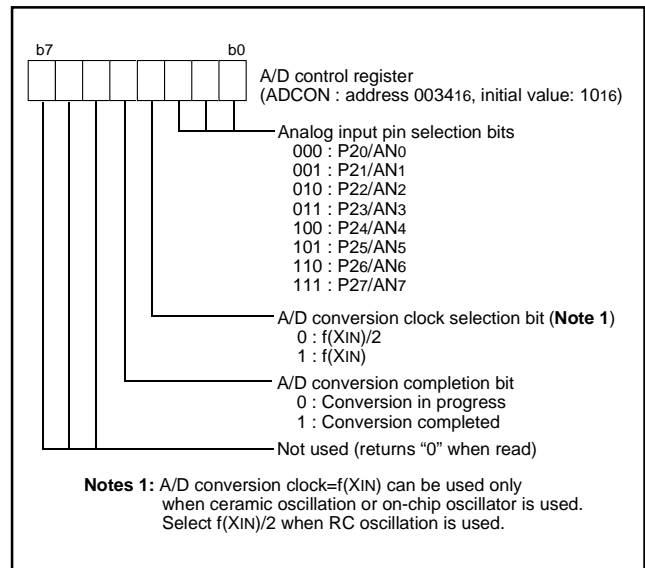 b7 b0
A/D control register
(ADCON : address 003416, initial value: 1016)
Analog input pin selection bits
000 : P20/AN0
001 : P21/AN1
010 : P22/AN2
011 : P23/AN3
100 : P24/AN4
101 : P25/AN5
110 : P26/AN6
111 : P27/AN7
A/D conversion clock selection bit (Note 1)
0 : f(XIN)/2
1 : f(XIN)
A/D conversion completion bit
0 : Conversion in progress
1 : Conversion completed
Not used (returns “0” when read)
Notes 1: A/D conversion clock=f(XIN) can be used only
when ceramic oscillation or on-chip oscillator is used.
Select f(XIN)/2 when RC oscillation is used.